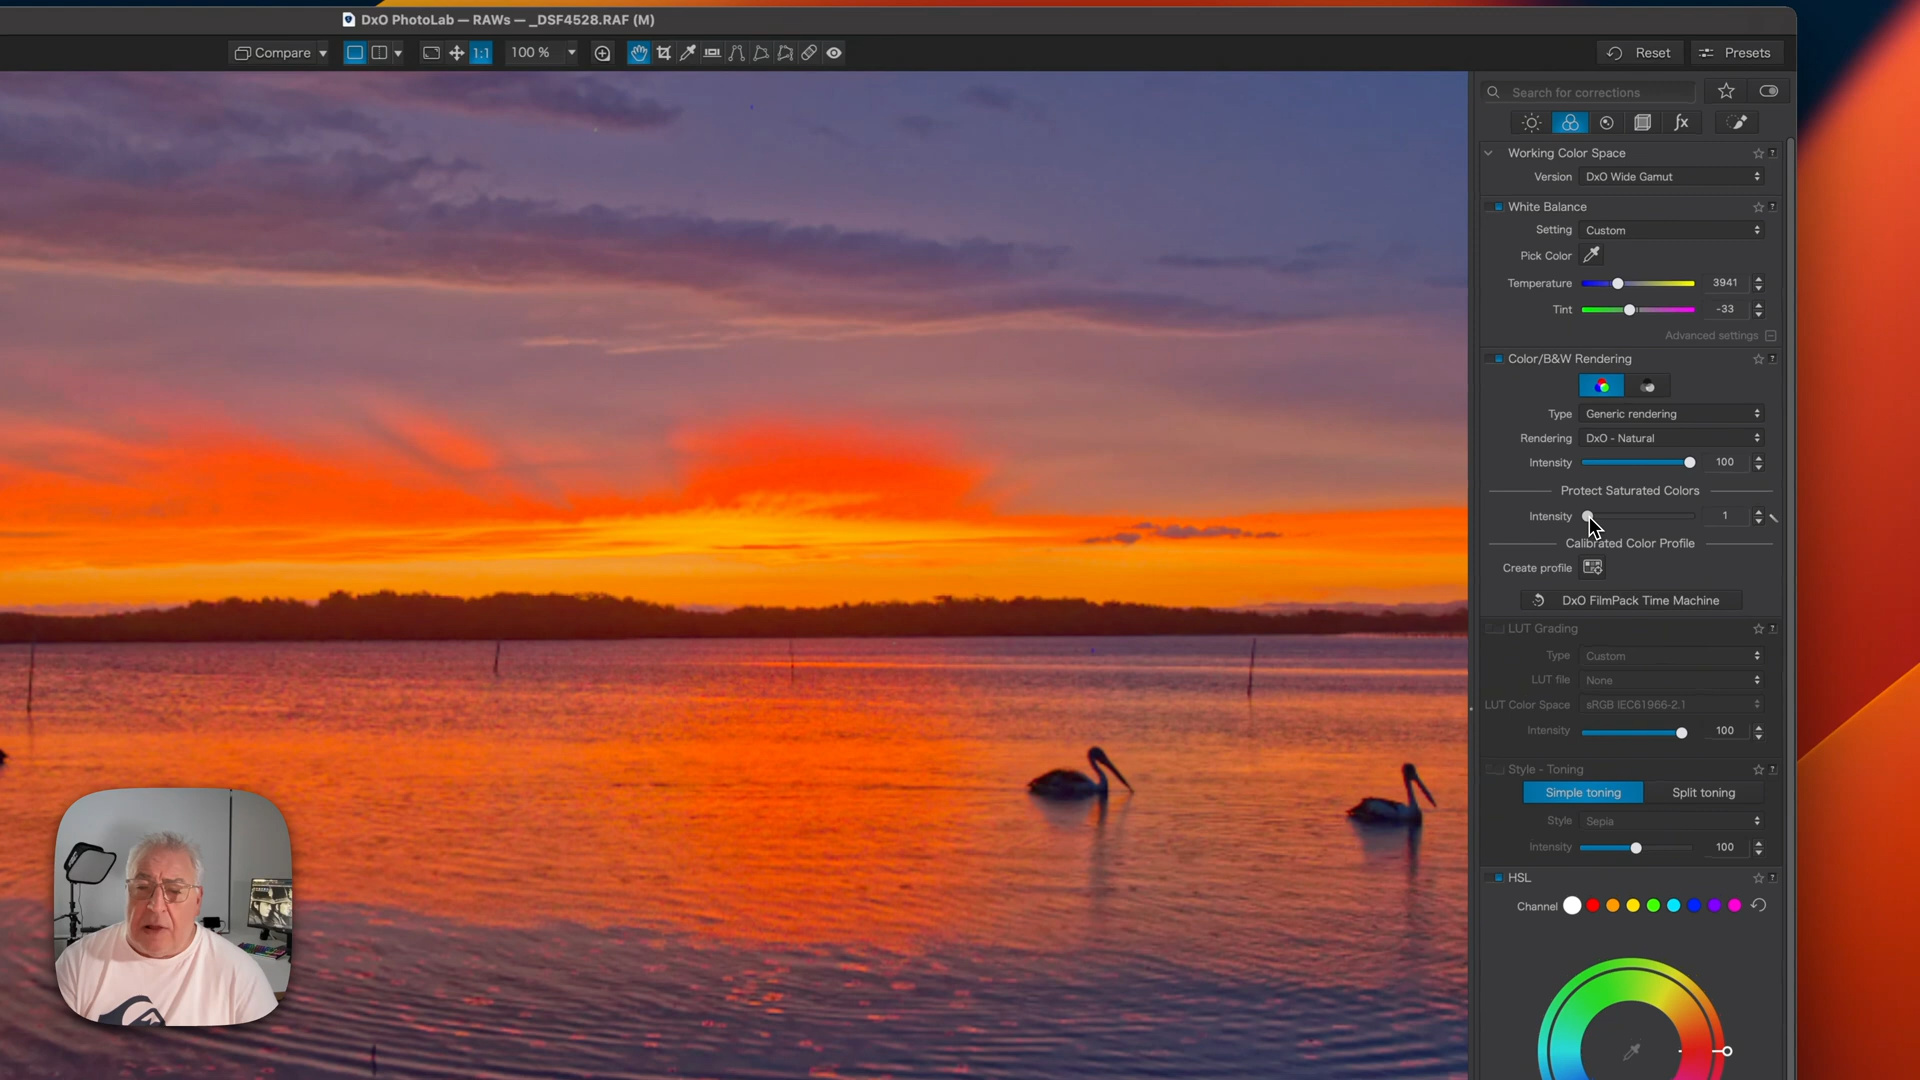 DxO PhotoLab — RAWs — _DSF4528.RAF (M)
Compare
1:1
100 %
Reset
Presets
Search for corrections
fx
Working Color Space
Version DxO Wide Gamut
White Balance
Setting Custom
Pick Color
Temperature 3941
Tint -33
Advanced settings
Color/B&W Rendering
Type Generic rendering
Rendering DxO - Natural
Intensity 100
Protect Saturated Colors
Intensity 1
Calibrated Color Profile
Create profile
DxO FilmPack Time Machine
LUT Grading
Type Custom
LUT file None
LUT Color Space sRGB IEC61966-2.1
Intensity 100
Style - Toning
Simple toning Split toning
Style Sepia
Intensity 100
HSL
Channel